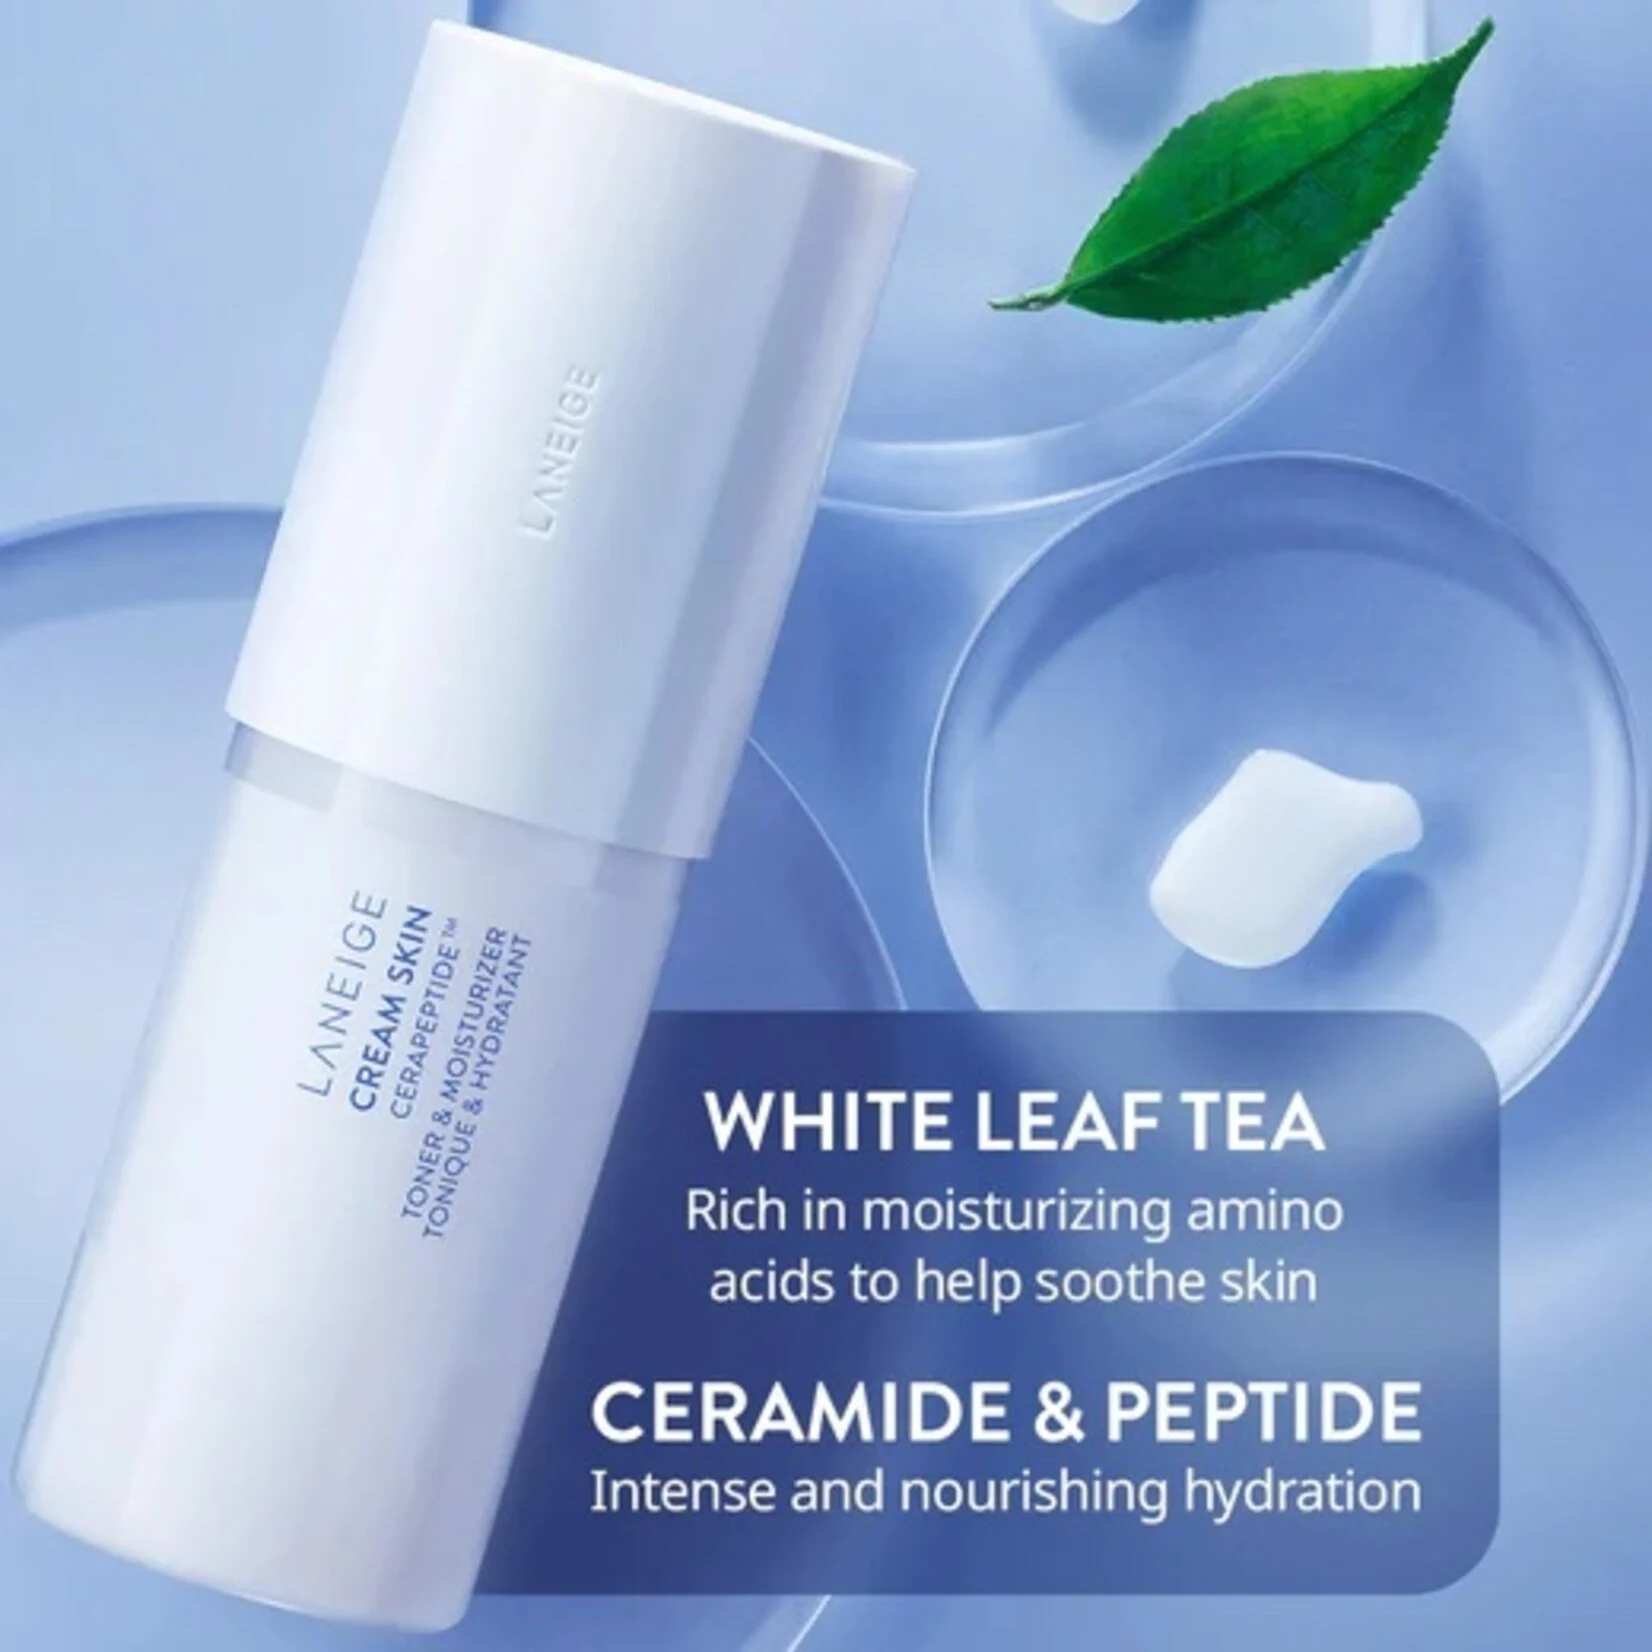 LANEIGE
LANEIGE
CREAM SKIN
CERAPEPTIDE™
TONER & MOISTURIZER
TONIQUE & HYDRATANT
WHITE LEAF TEA
Rich in moisturizing amino
acids to help soothe skin
CERAMIDE & PEPTIDE
Intense and nourishing hydration